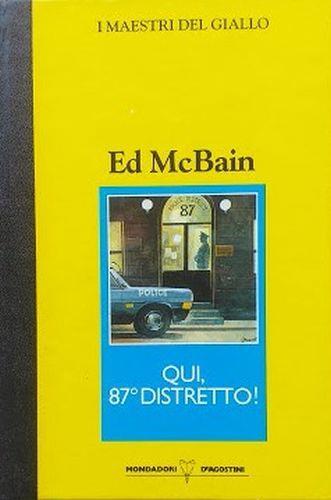 I MAESTRI DEL GIALLO
Ed McBain
87
POLICE
QUI,
87° DISTRETTO!
MONDADORI DEAGOSTINI